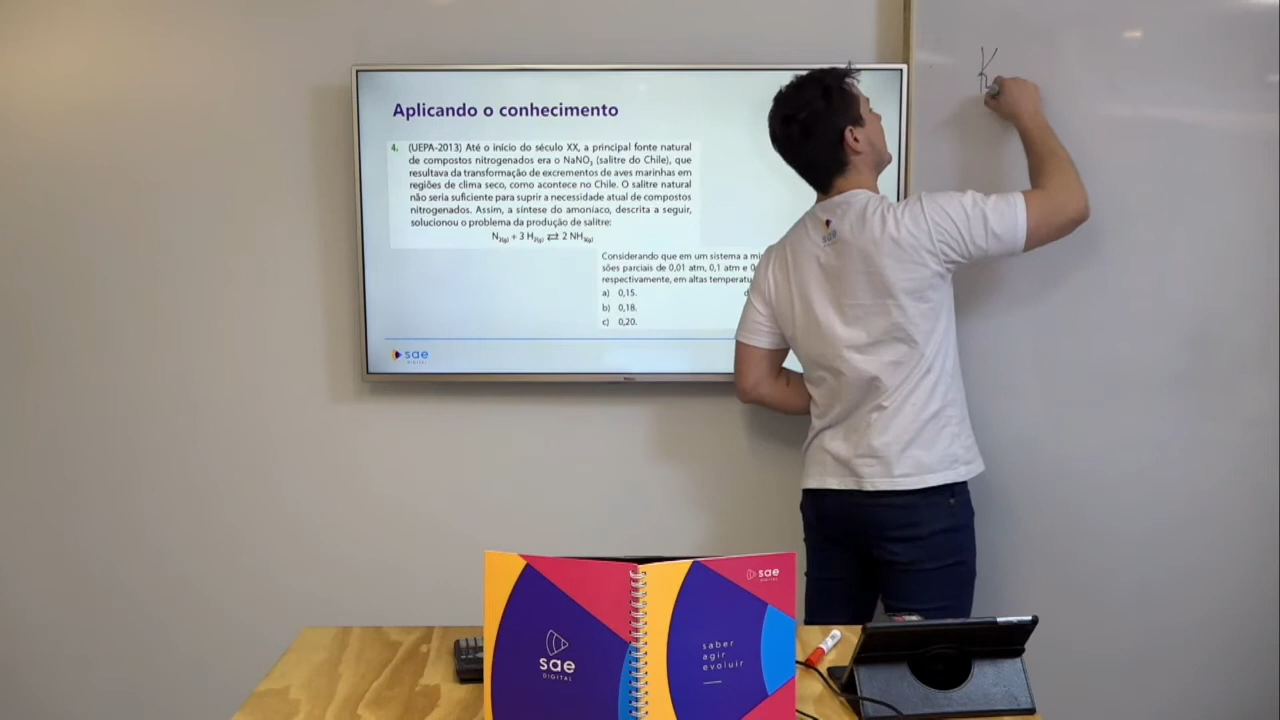 Aplicando o conhecimento
4. (UEPA-2013) Até o início do século XX, a principal fonte natural
de compostos nitrogenados era o NaNO₃ (salitre do Chile), que
resultava da transformação de excrementos de aves marinhas em
regiões de clima seco, como acontece no Chile. O salitre natural
não seria suficiente para suprir a necessidade atual de compostos
nitrogenados. Assim, a síntese do amoníaco, descrita a seguir,
solucionou o problema da produção de salitre:
N₂(g) + 3 H₂(g) ⇄ 2 NH₃(g)
Considerando que em um sistema a
sões parciais de 0,01 atm, 0,1 atm e
respectivamente, em altas
a) 0,15.
b) 0,18.
c) 0,20.
sae
DIGITAL
K
sae
DIGITAL
sae
DIGITAL
saber
agir
evoluir